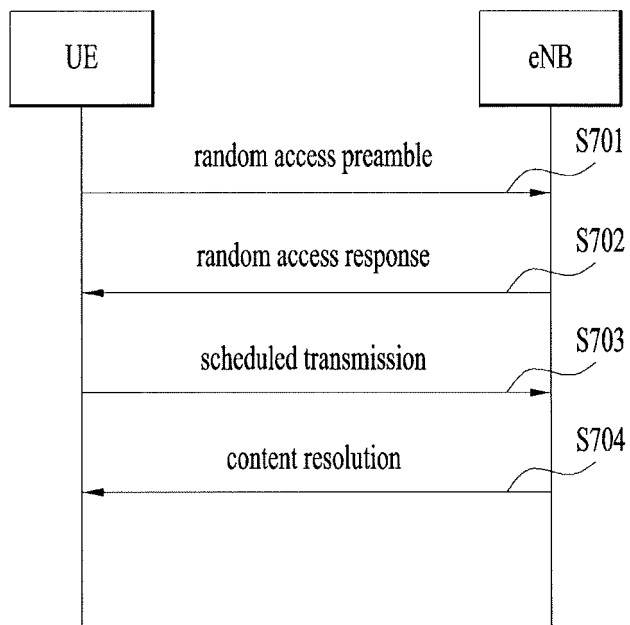 UE
eNB
random access preamble
S701
random access response
S702
scheduled transmission
S703
content resolution
S704